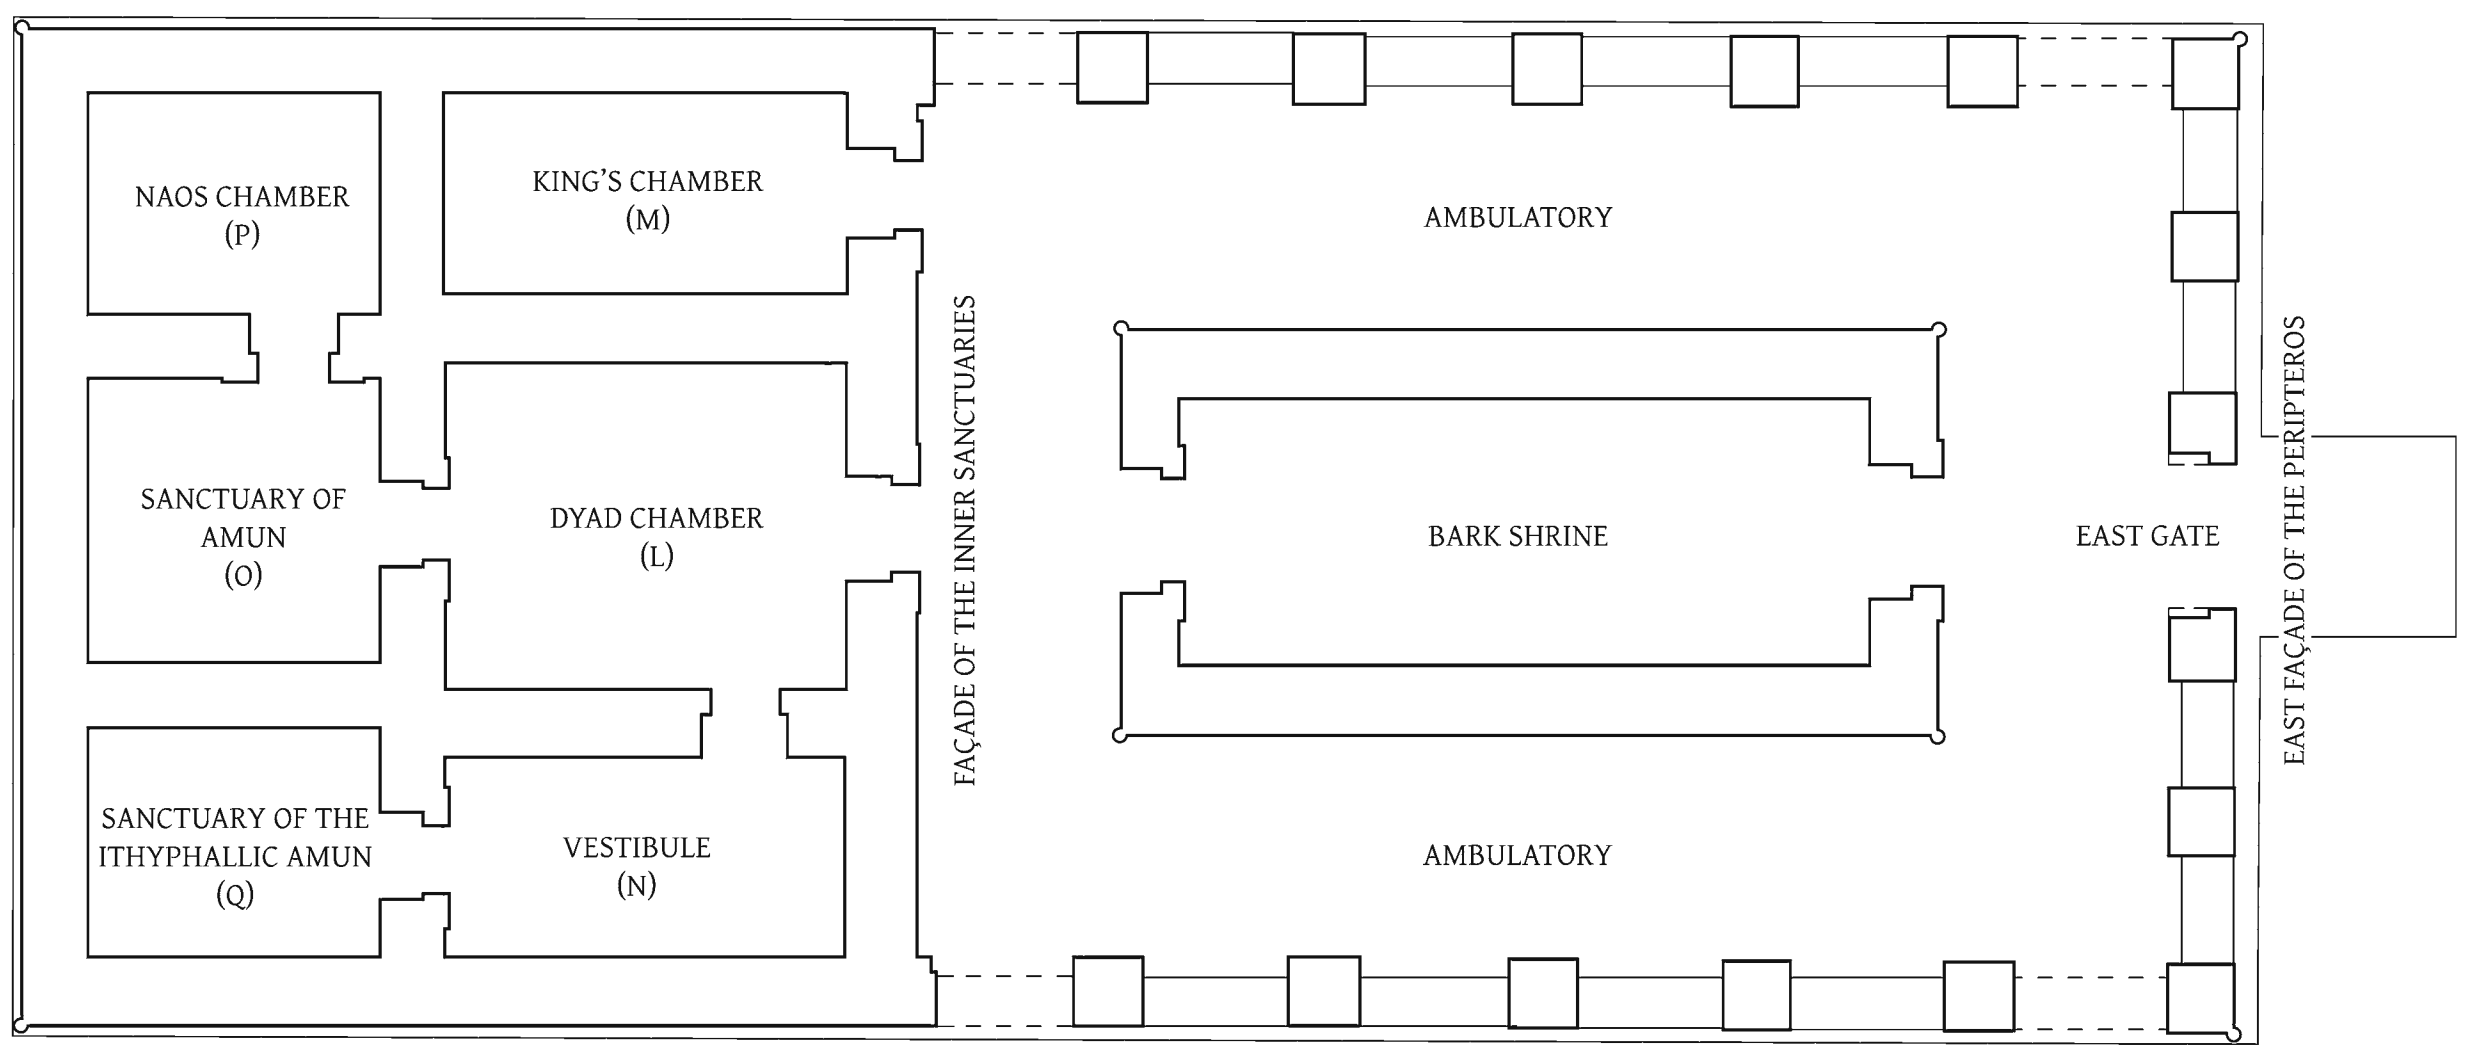 NAOS CHAMBER
(P)
KING’S CHAMBER
(M)
AMBULATORY
SANCTUARY OF
AMUN
(O)
DYAD CHAMBER
(L)
FAÇADE OF THE INNER SANCTUARIES
BARK SHRINE
EAST GATE
EAST FAÇADE OF THE PERIPTEROS
SANCTUARY OF THE
ITHYPHALLIC AMUN
(Q)
VESTIBULE
(N)
AMBULATORY